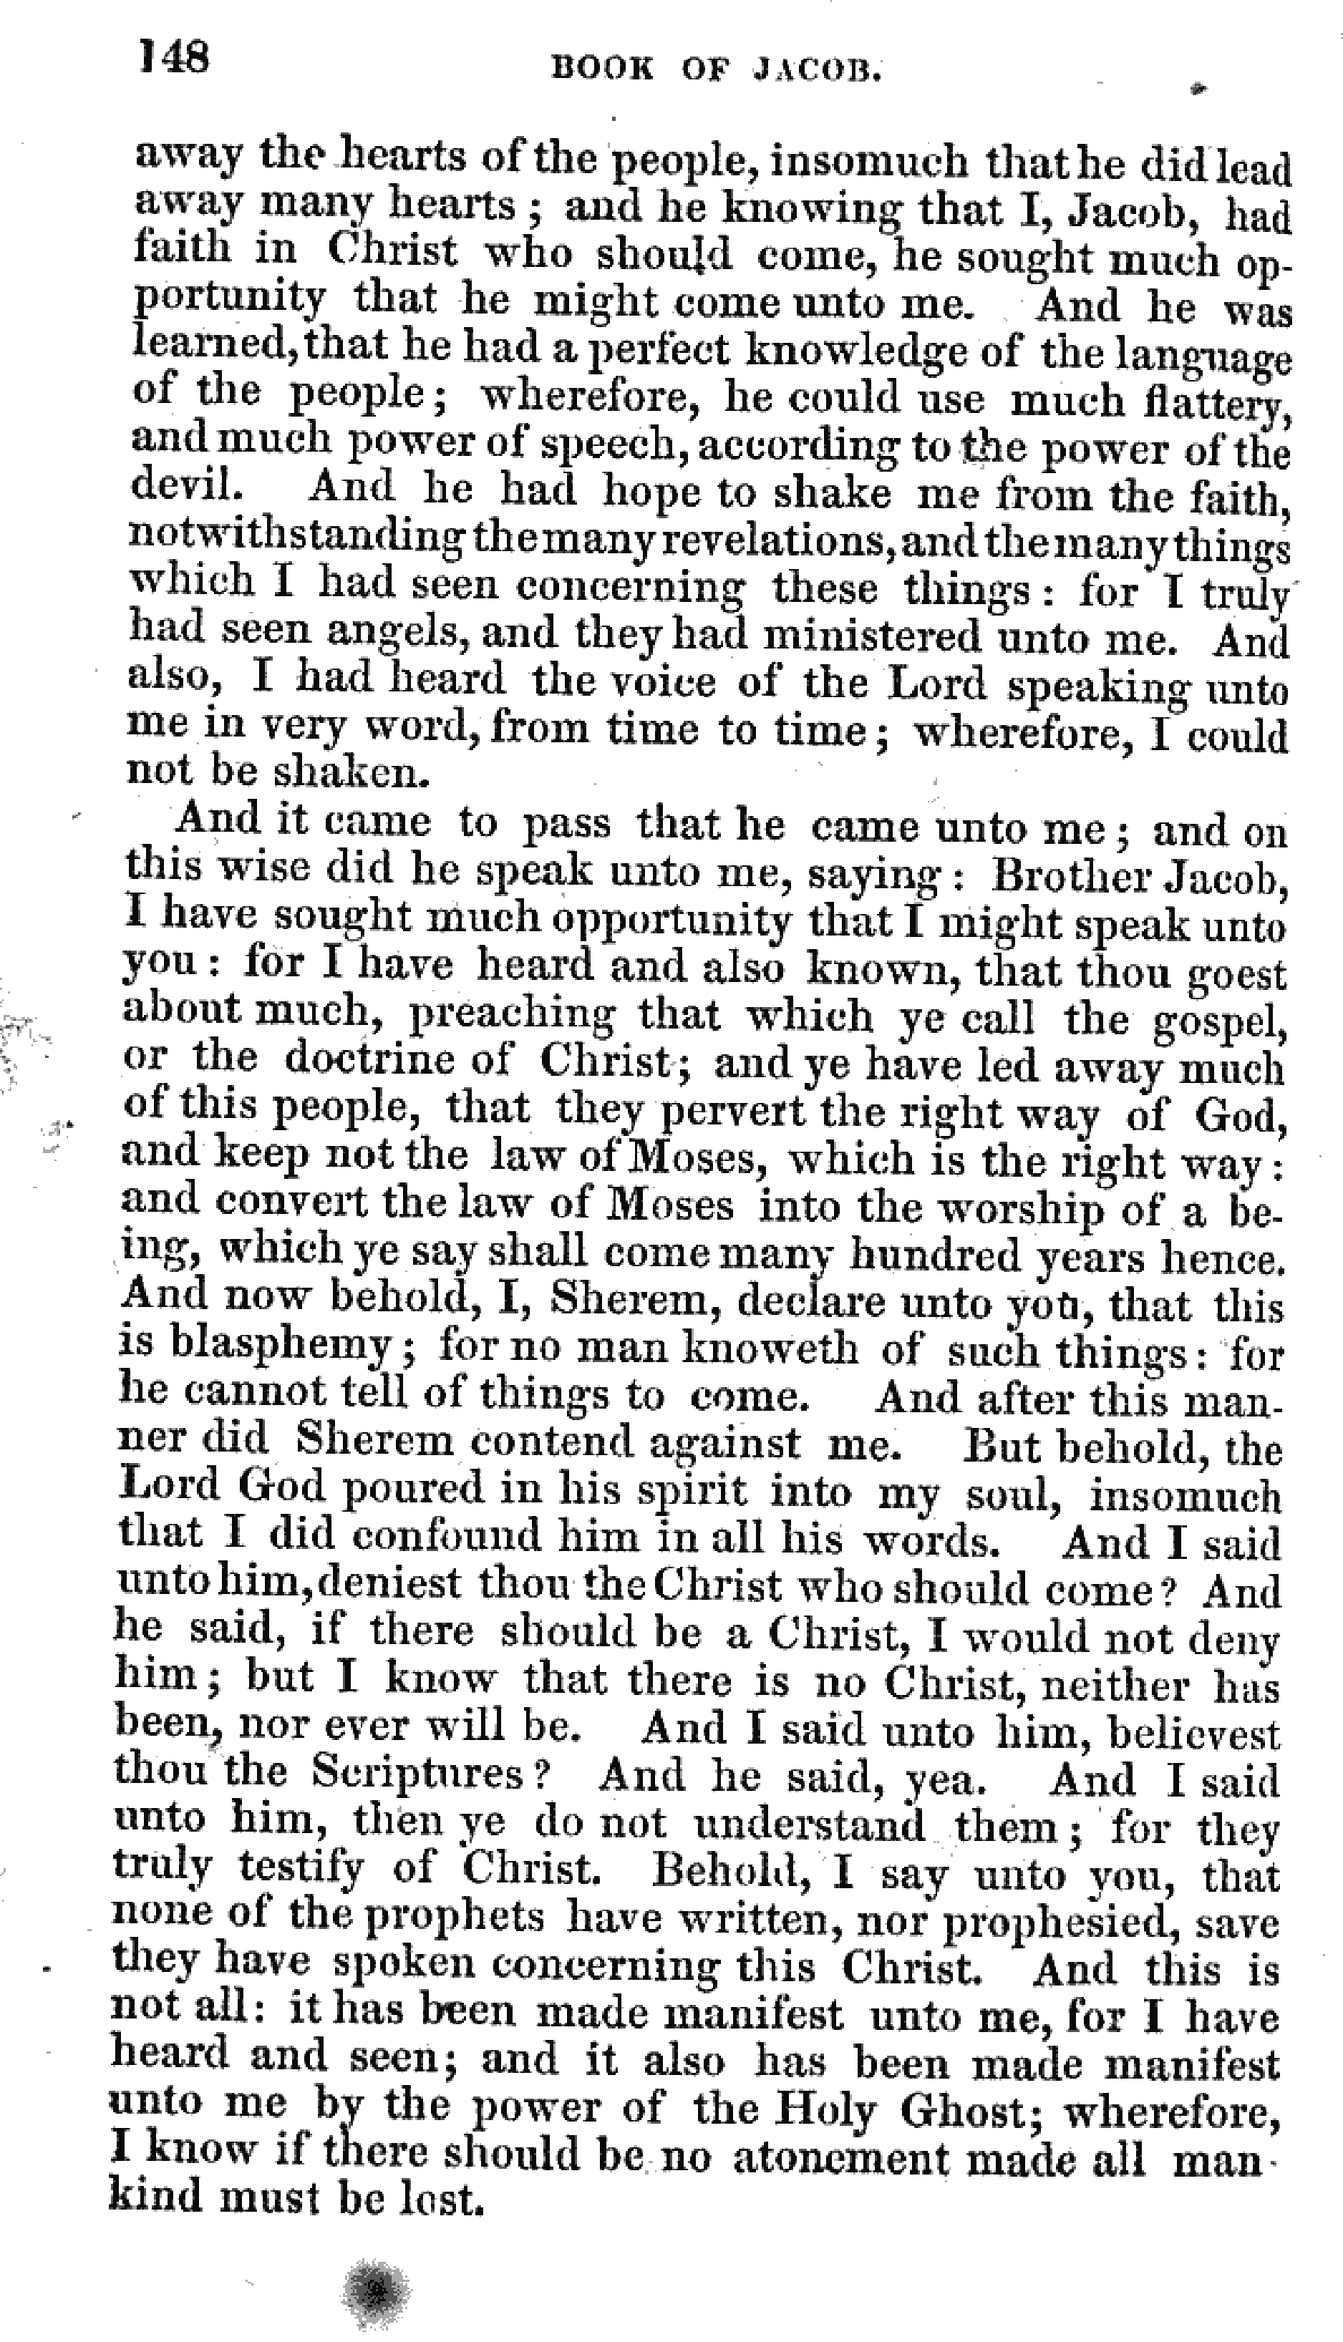 148
BOOK OF JACOB.
away the hearts of the people, insomuch that he did lead
away many hearts; and he knowing that I, Jacob, had
faith in Christ who should come, he sought much op-
portunity that he might come unto me. And he was
learned, that he had a perfect knowledge of the language
of the people; wherefore, he could use much flattery,
and much power of speech, according to the power of the
devil. And he had hope to shake me from the faith,
notwithstanding the many revelations, and the many things
which I had seen concerning these things: for I truly
had seen angels, and they had ministered unto me. And
also, I had heard the voice of the Lord speaking unto
me in very word, from time to time; wherefore, I could
not be shaken.
And it came to pass that he came unto me; and on
this wise did he speak unto me, saying: Brother Jacob,
I have sought much opportunity that I might speak unto
you: for I have heard and also known, that thou goest
about much, preaching that which ye call the gospel,
or the doctrine of Christ; and ye have led away much
of this people, that they pervert the right way of God,
and keep not the law of Moses, which is the right way:
and convert the law of Moses into the worship of a be-
ing, which ye say shall come many hundred years hence.
And now behold, I, Sherem, declare unto you, that this
is blasphemy; for no man knoweth of such things: for
he cannot tell of things to come. And after this man-
ner did Sherem contend against me. But behold, the
Lord God poured in his spirit into my soul, insomuch
that I did confound him in all his words. And I said
unto him, deniest thou the Christ who should come? And
he said, if there should be a Christ, I would not deny
him; but I know that there is no Christ, neither has
been, nor ever will be. And I said unto him, believest
thou the Scriptures? And he said, yea. And I said
unto him, then ye do not understand them; for they
truly testify of Christ. Behold, I say unto you, that
none of the prophets have written, nor prophesied, save
they have spoken concerning this Christ. And this is
not all: it has been made manifest unto me, for I have
heard and seen; and it also has been made manifest
unto me by the power of the Holy Ghost; wherefore,
I know if there should be no atonement made all man-
kind must be lost.